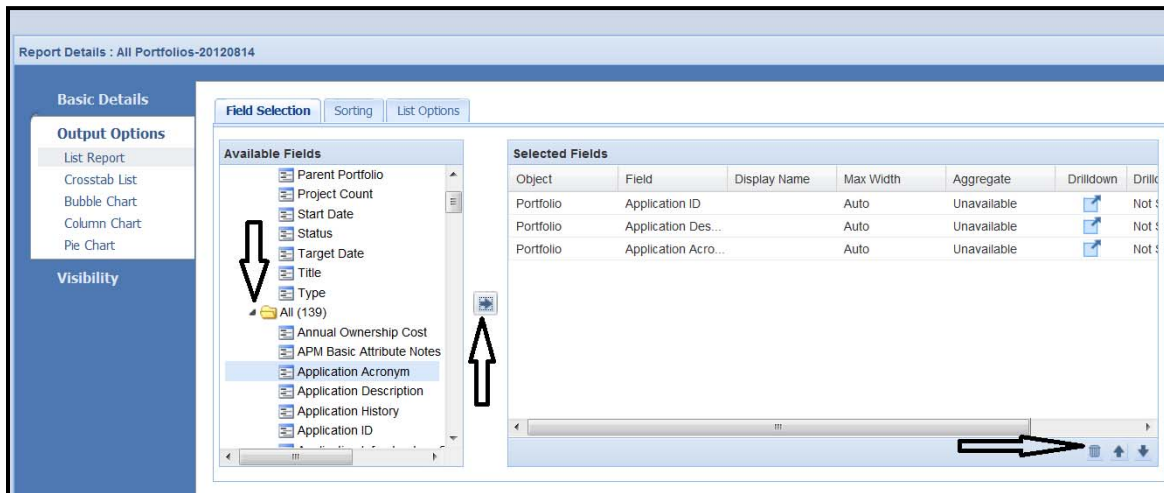 Report Details : All Portfolios-20120814
Basic Details
Output Options
List Report
Crosstab List
Bubble Chart
Column Chart
Pie Chart
Visibility
Field Selection
Sorting
List Options
Available Fields
Parent Portfolio
Project Count
Start Date
Status
Target Date
Title
Type
All (139)
Annual Ownership Cost
APM Basic Attribute Notes
Application Acronym
Application Description
Application History
Application ID
Selected Fields
Object Field Display Name Max Width Aggregate Drilldown Drillc
Portfolio Application ID Auto Unavailable Not
Portfolio Application Des... Auto Unavailable Not
Portfolio Application Acro... Auto Unavailable Not